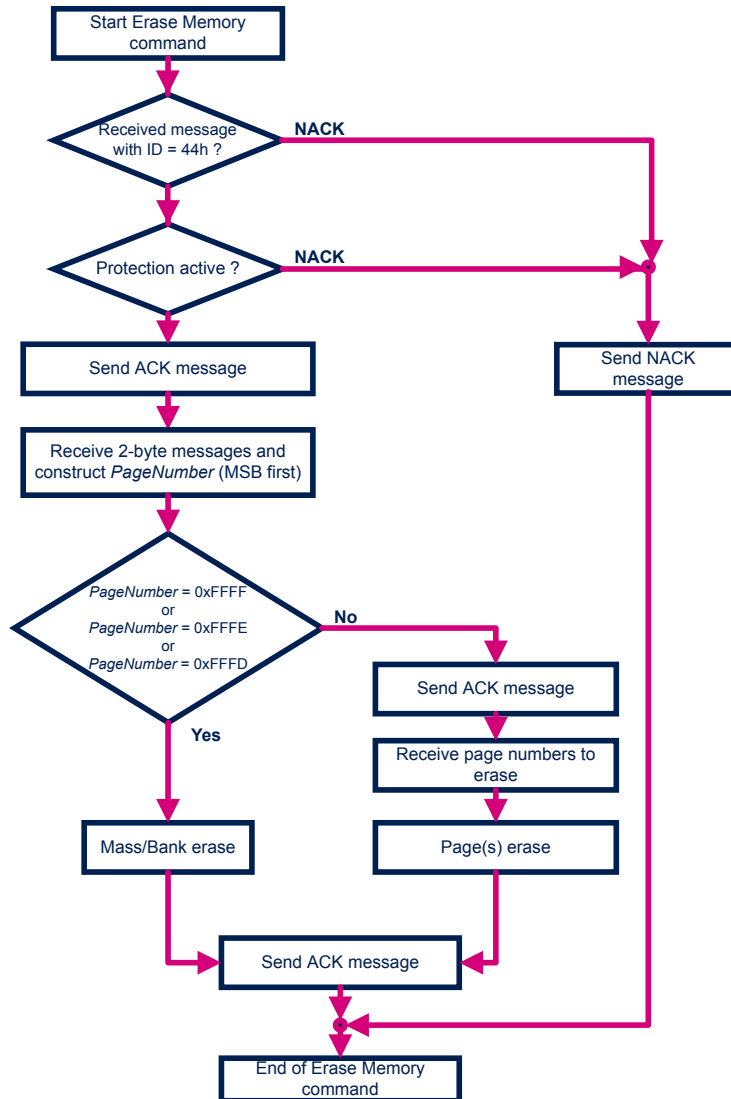 Start Erase Memory
command
Received message
with ID = 44h ?
NACK
Protection active ?
NACK
Send ACK message
Send NACK
message
Receive 2-byte messages and
construct PageNumber (MSB first)
PageNumber = 0xFFFF
or
PageNumber = 0xFFFE
or
PageNumber = 0xFFFD
No
Yes
Send ACK message
Receive page numbers to
erase
Mass/Bank erase
Page(s) erase
Send ACK message
End of Erase Memory
command